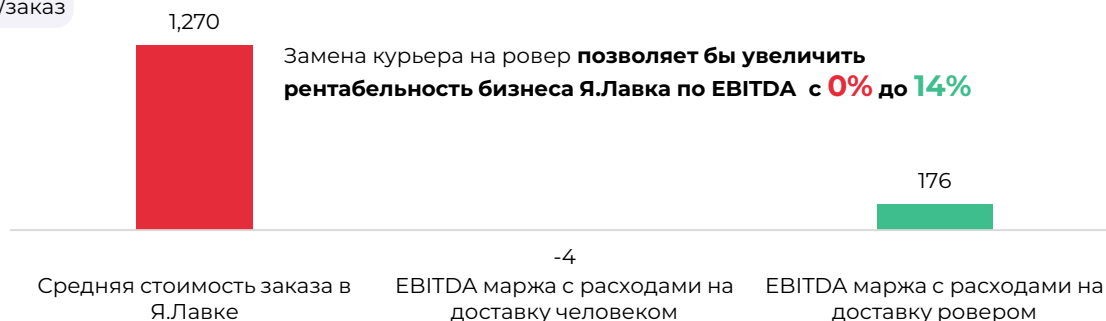 /заказ
1,270
Замена курьера на ровер позволяет бы увеличить
рентабельность бизнеса Я.Лавка по EBITDA с 0% до 14%
176
-4
Средняя стоимость заказа в
Я.Лавке
EBITDA маржа с расходами на
доставку человеком
EBITDA маржа с расходами на
доставку ровером